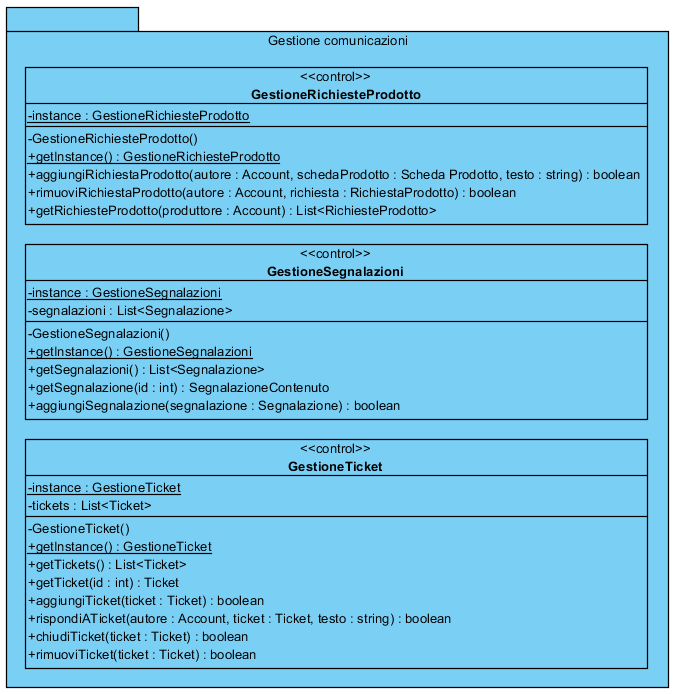 Gestione comunicazioni
<<control>>
GestioneRichiesteProdotto
-instance : GestioneRichiesteProdotto
-GestioneRichiesteProdotto()
+getInstance() : GestioneRichiesteProdotto
+aggiungiRichiestaProdotto(autore : Account, schedaProdotto : Scheda Prodotto, testo : string) : boolean
+rimuoviRichiestaProdotto(autore : Account, richiesta : RichiestaProdotto) : boolean
+getRichiesteProdotto(produttore : Account) : List<RichiesteProdotto>
<<control>>
GestioneSegnalazioni
-instance : GestioneSegnalazioni
-segnalazioni : List<Segnalazione>
-GestioneSegnalazioni()
+getInstance() : GestioneSegnalazioni
+getSegnalazioni() : List<Segnalazione>
+getSegnalazione(id : int) : SegnalazioneContenuto
+aggiungiSegnalazione(segnalazione : Segnalazione) : boolean
<<control>>
GestioneTicket
-instance : GestioneTicket
-tickets : List<Ticket>
-GestioneTicket()
+getInstance() : GestioneTicket
+getTickets() : List<Ticket>
+getTicket(id : int) : Ticket
+aggiungiTicket(ticket : Ticket) : boolean
+rispondiATicket(autore : Account, ticket : Ticket, testo : string) : boolean
+chiudiTicket(ticket : Ticket) : boolean
+rimuoviTicket(ticket : Ticket) : boolean